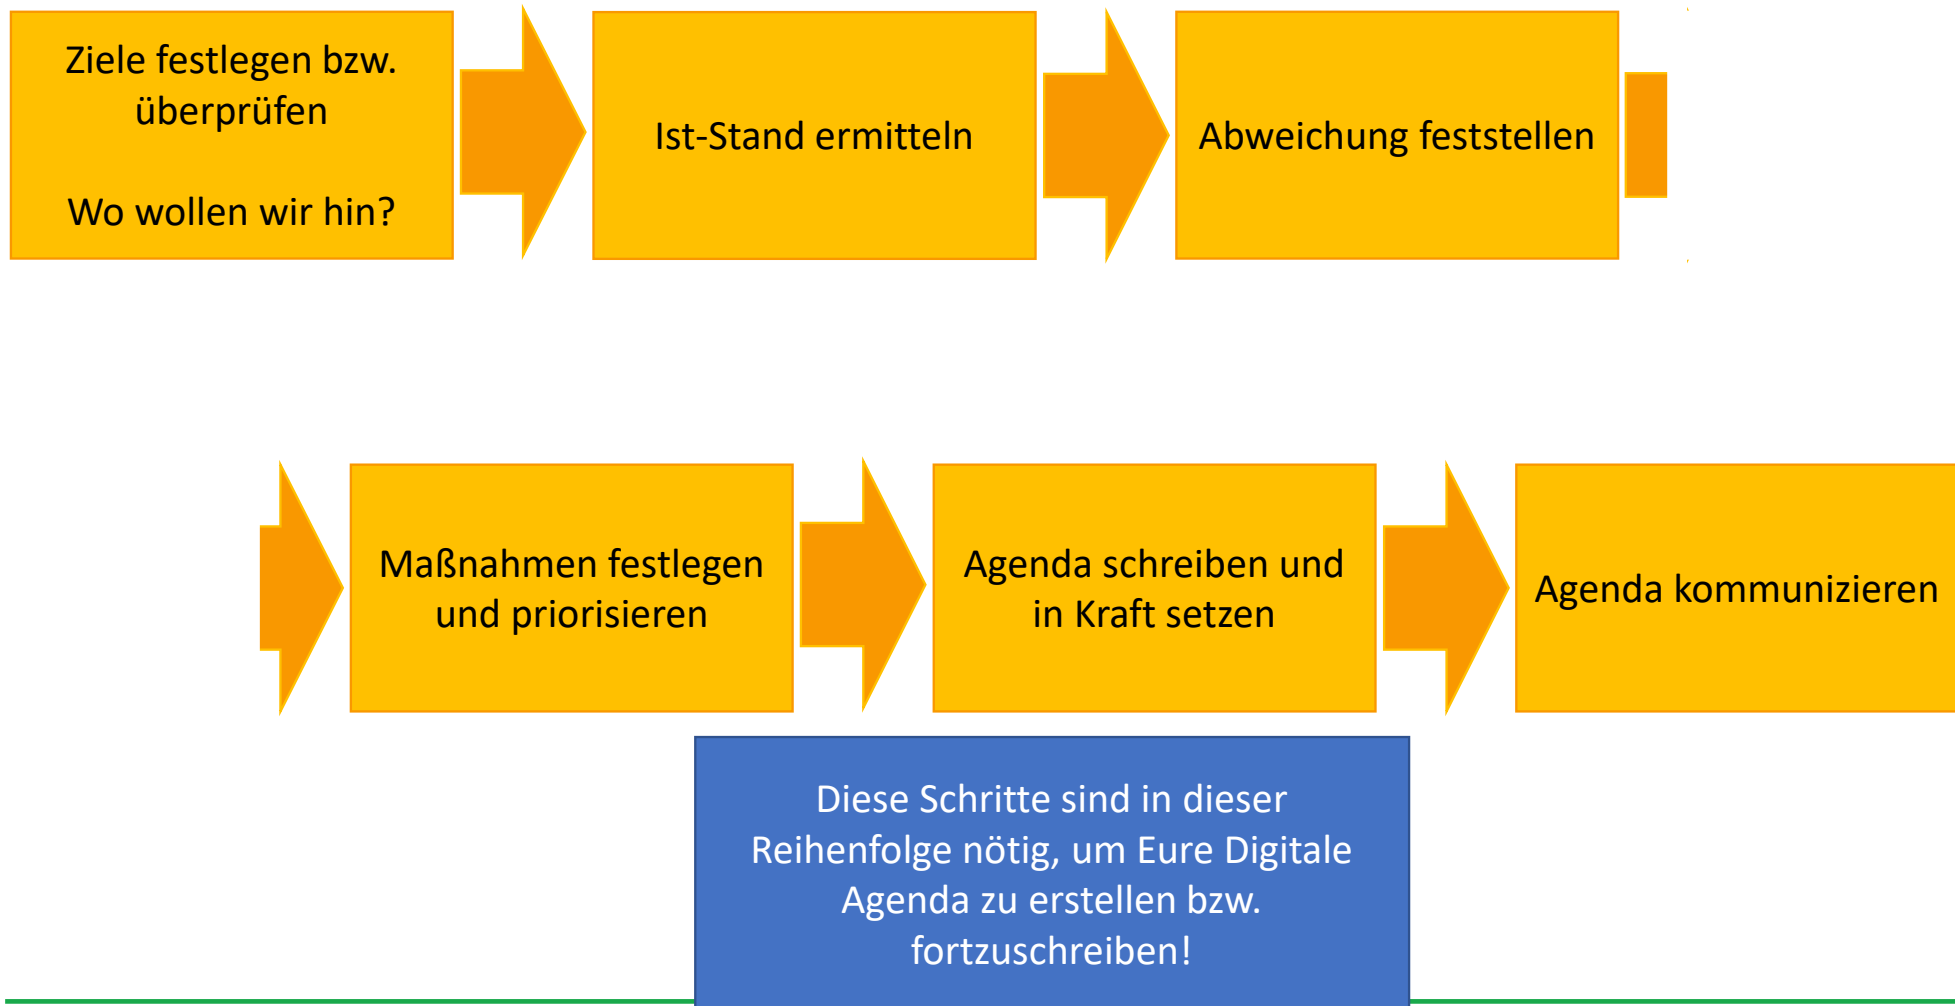 Ziele festlegen bzw.
überprüfen
Wo wollen wir hin?
Ist-Stand ermitteln
Abweichung feststellen
Maßnahmen festlegen
und priorisieren
Agenda schreiben und
in Kraft setzen
Agenda kommunizieren
Diese Schritte sind in dieser
Reihenfolge nötig, um Eure Digitale
Agenda zu erstellen bzw.
fortzuschreiben!